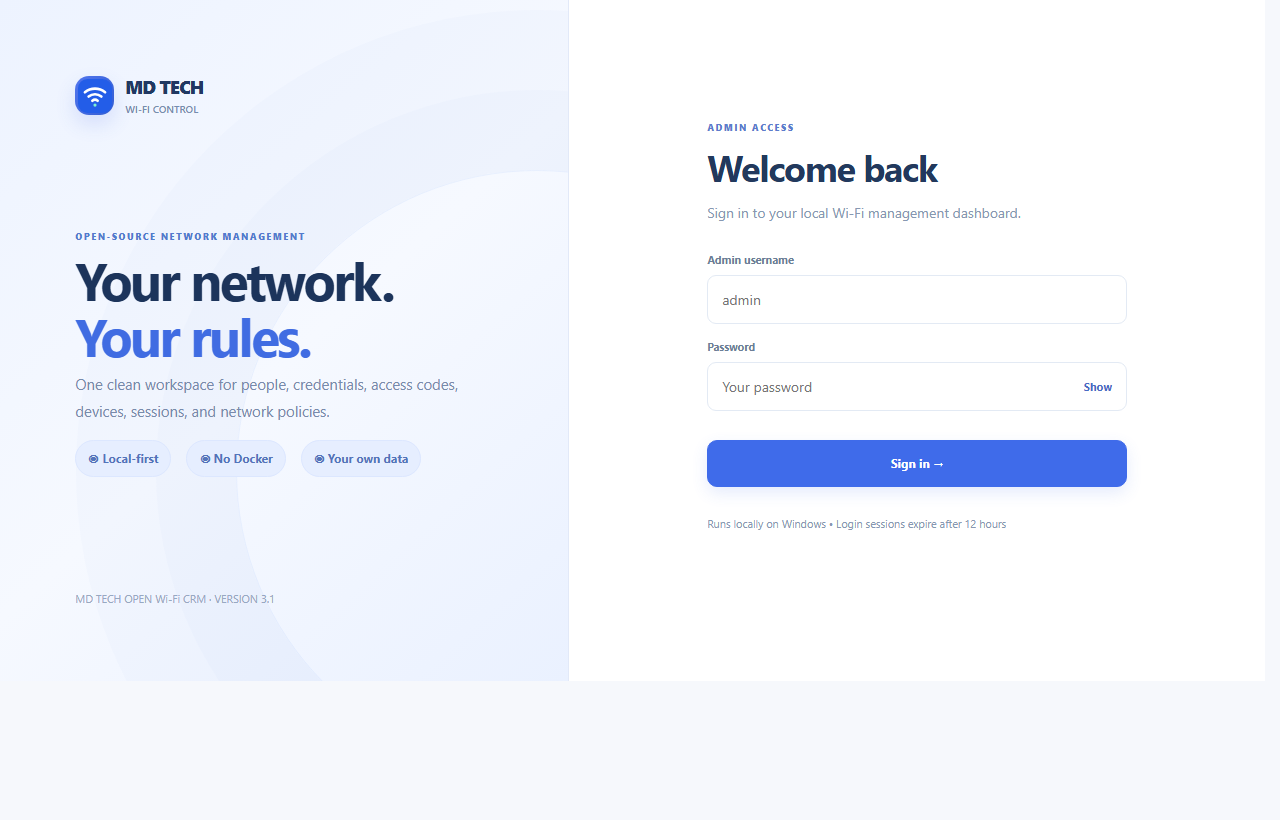 MD TECH
WI-FI CONTROL
OPEN-SOURCE NETWORK MANAGEMENT
Your network.
Your rules.
One clean workspace for people, credentials, access codes,
devices, sessions, and network policies.
Local-first
No Docker
Your own data
MD TECH OPEN Wi-Fi CRM · VERSION 3.1
ADMIN ACCESS
Welcome back
Sign in to your local Wi-Fi management dashboard.
Admin username
admin
Password
Your password
Show
Sign in →
Runs locally on Windows • Login sessions expire after 12 hours